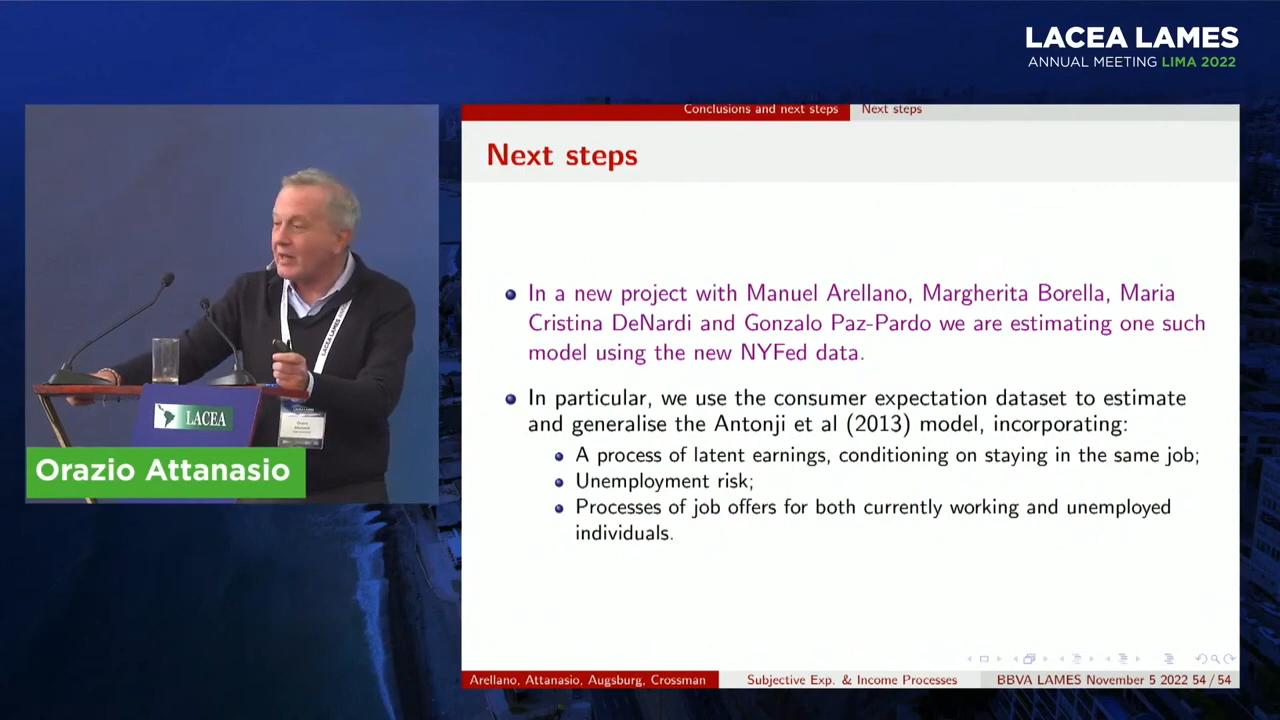 LACEA LAMES
ANNUAL MEETING LIMA 2022
Conclusions and next steps Next steps
Next steps
In a new project with Manuel Arellano, Margherita Borella, Maria
Cristina DeNardi and Gonzalo Paz-Pardo we are estimating one such
model using the new NYFed data.
In particular, we use the consumer expectation dataset to estimate
and generalise the Antonji et al (2013) model, incorporating:
A process of latent earnings, conditioning on staying in the same job;
Unemployment risk;
Processes of job offers for both currently working and unemployed
individuals.
LACEA LAMES
LACEA
Orazio Attanasio
Arellano, Attanasio, Augsburg, Crossman Subjective Exp. & Income Processes BBVA LAMES November 5 2022 54 / 54